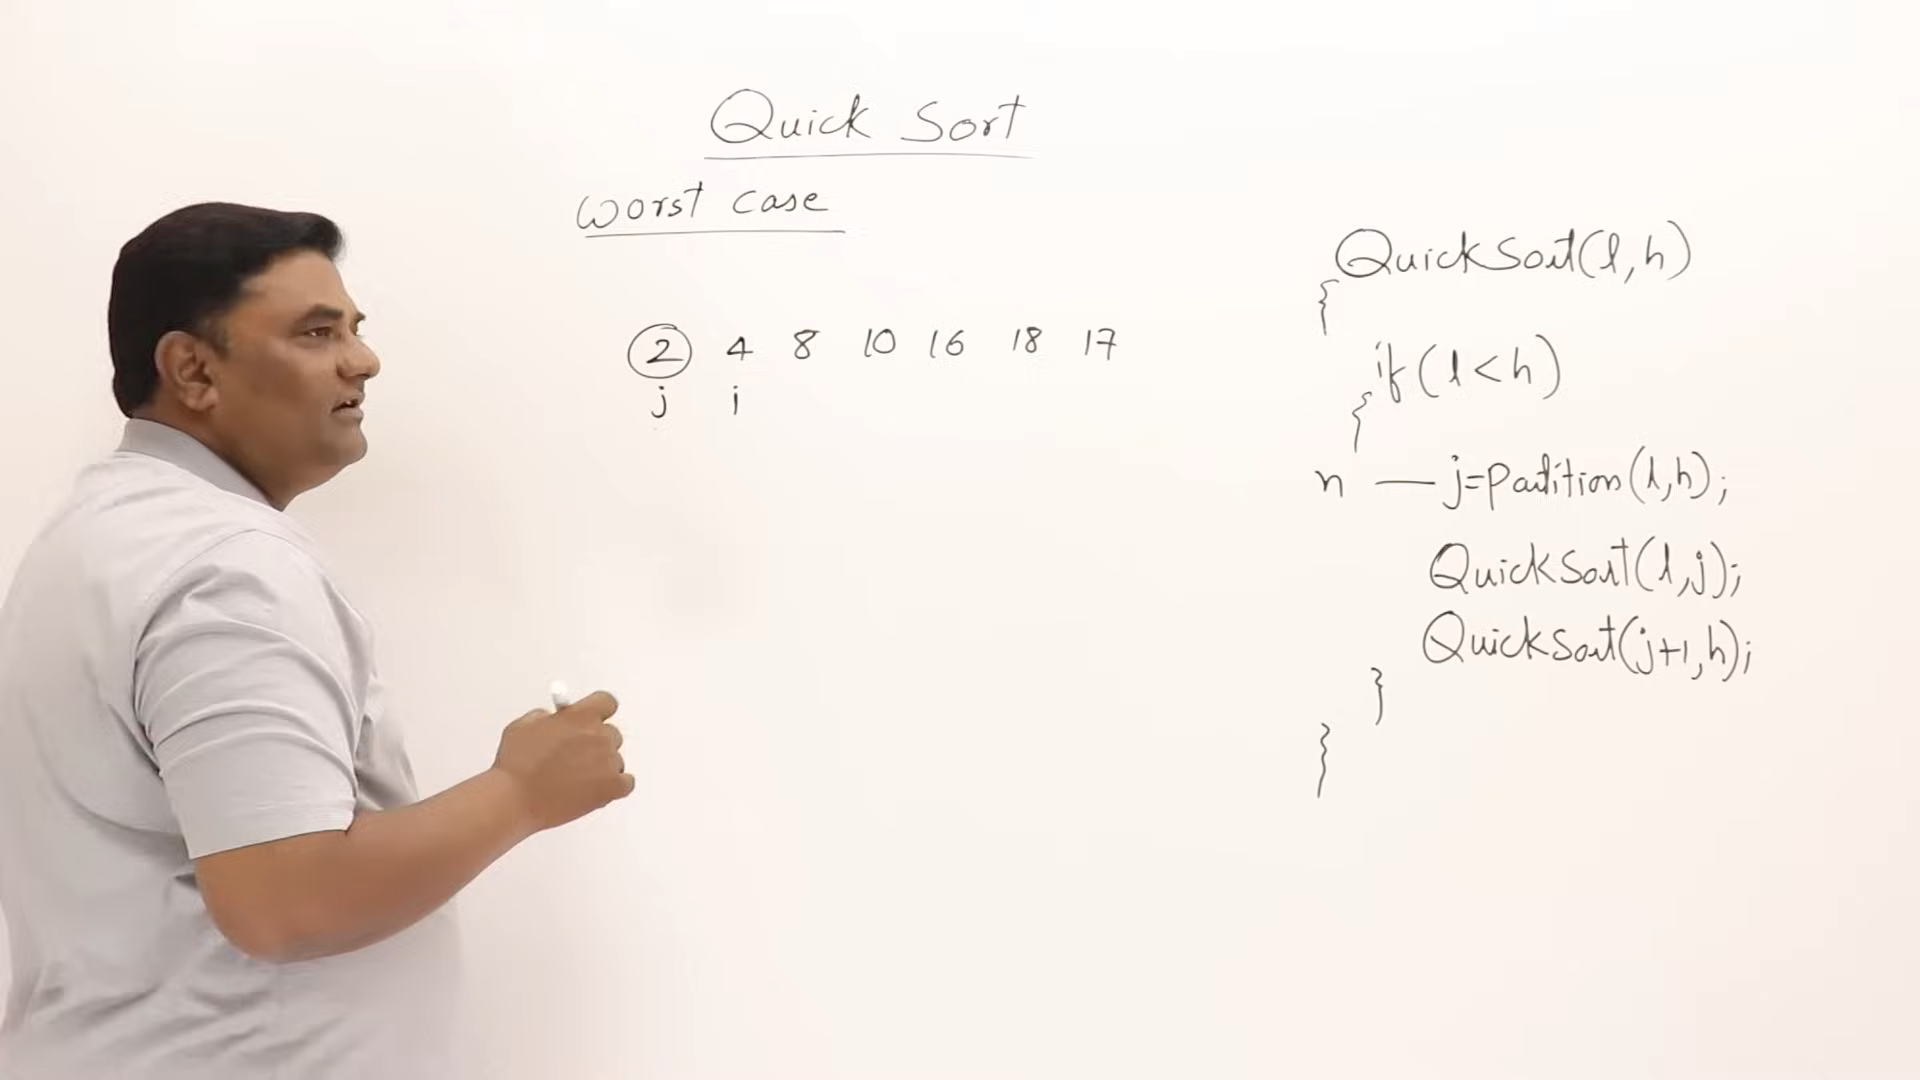 Quick Sort
worst case
2 4 8 10 16 18 17
j i
QuickSort(l,h)
{
if(l<h)
{
n — j=partition(l,h);
QuickSort(l,j);
QuickSort(j+1,h);
}
}